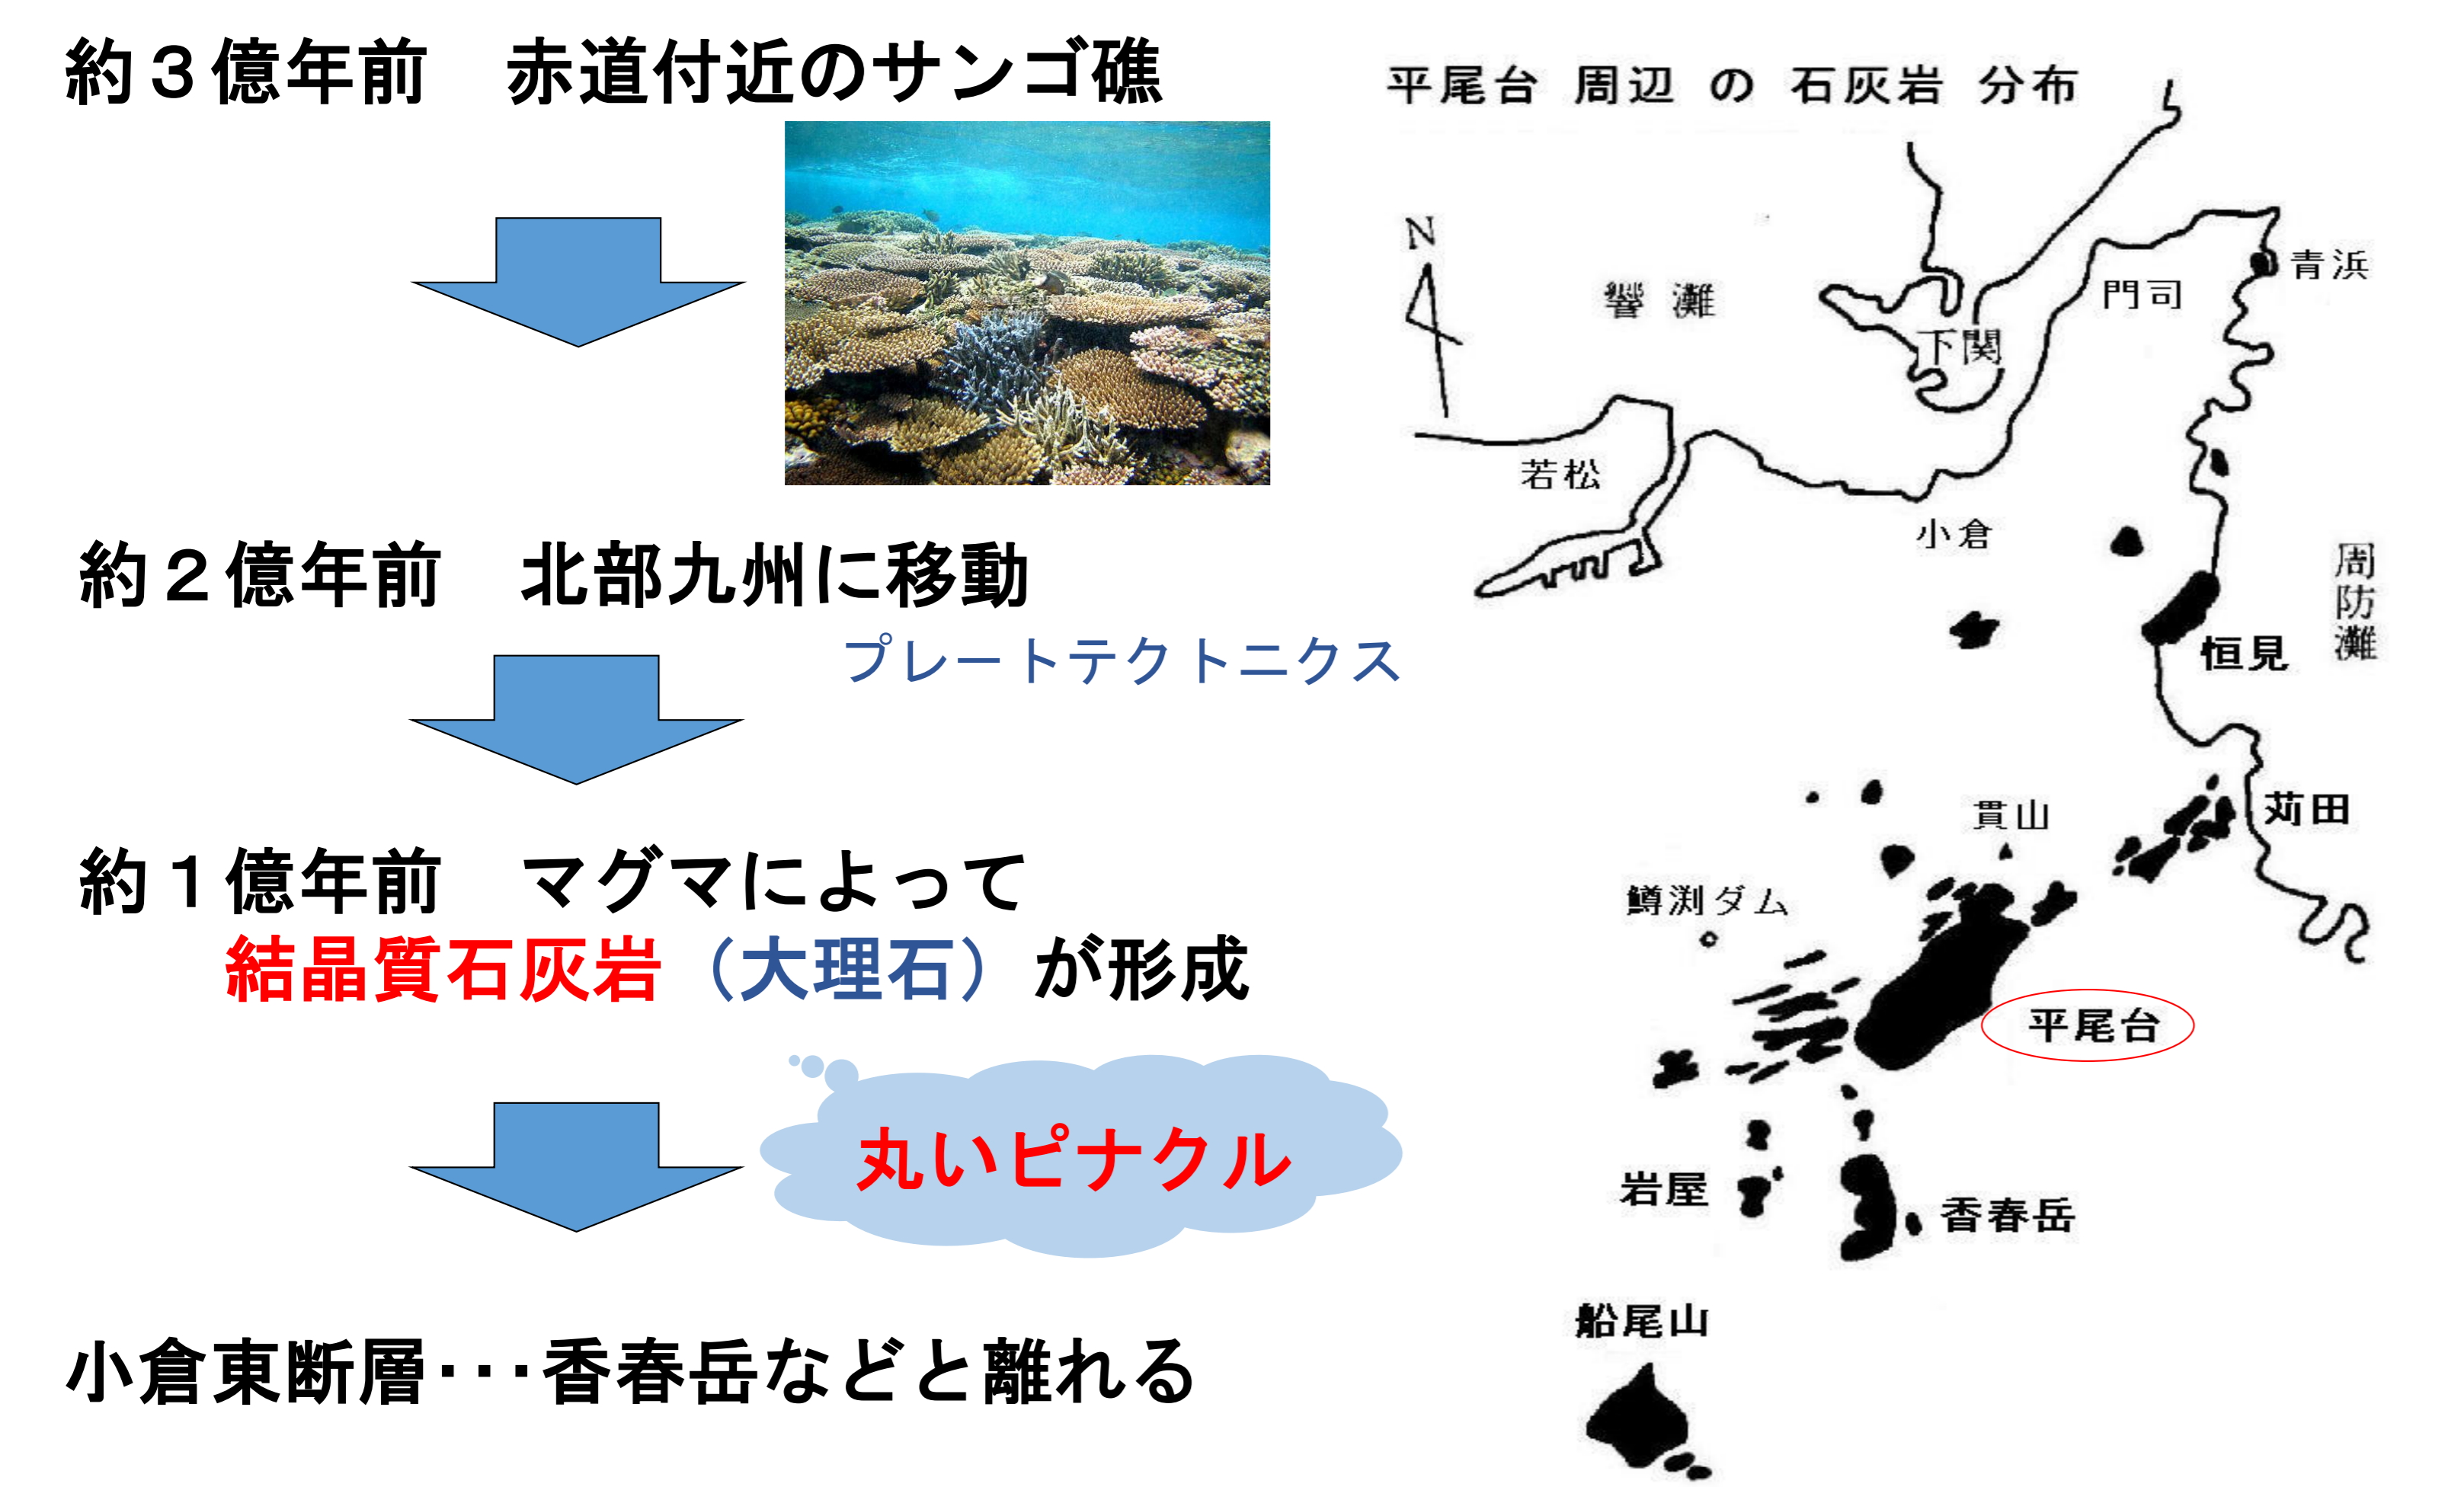 約３億年前　赤道付近のサンゴ礁
約２億年前　北部九州に移動
プレートテクトニクス
約１億年前　マグマによって
結晶質石灰岩（大理石）が形成
丸いピナクル
小倉東断層･･･香春岳などと離れる
平尾台 周辺 の 石灰岩 分布
N
響灘
青浜
門司
下関
若松
小倉
周防灘
恒見
苅田
貫山
鱒渕ダム
平尾台
岩屋
香春岳
船尾山